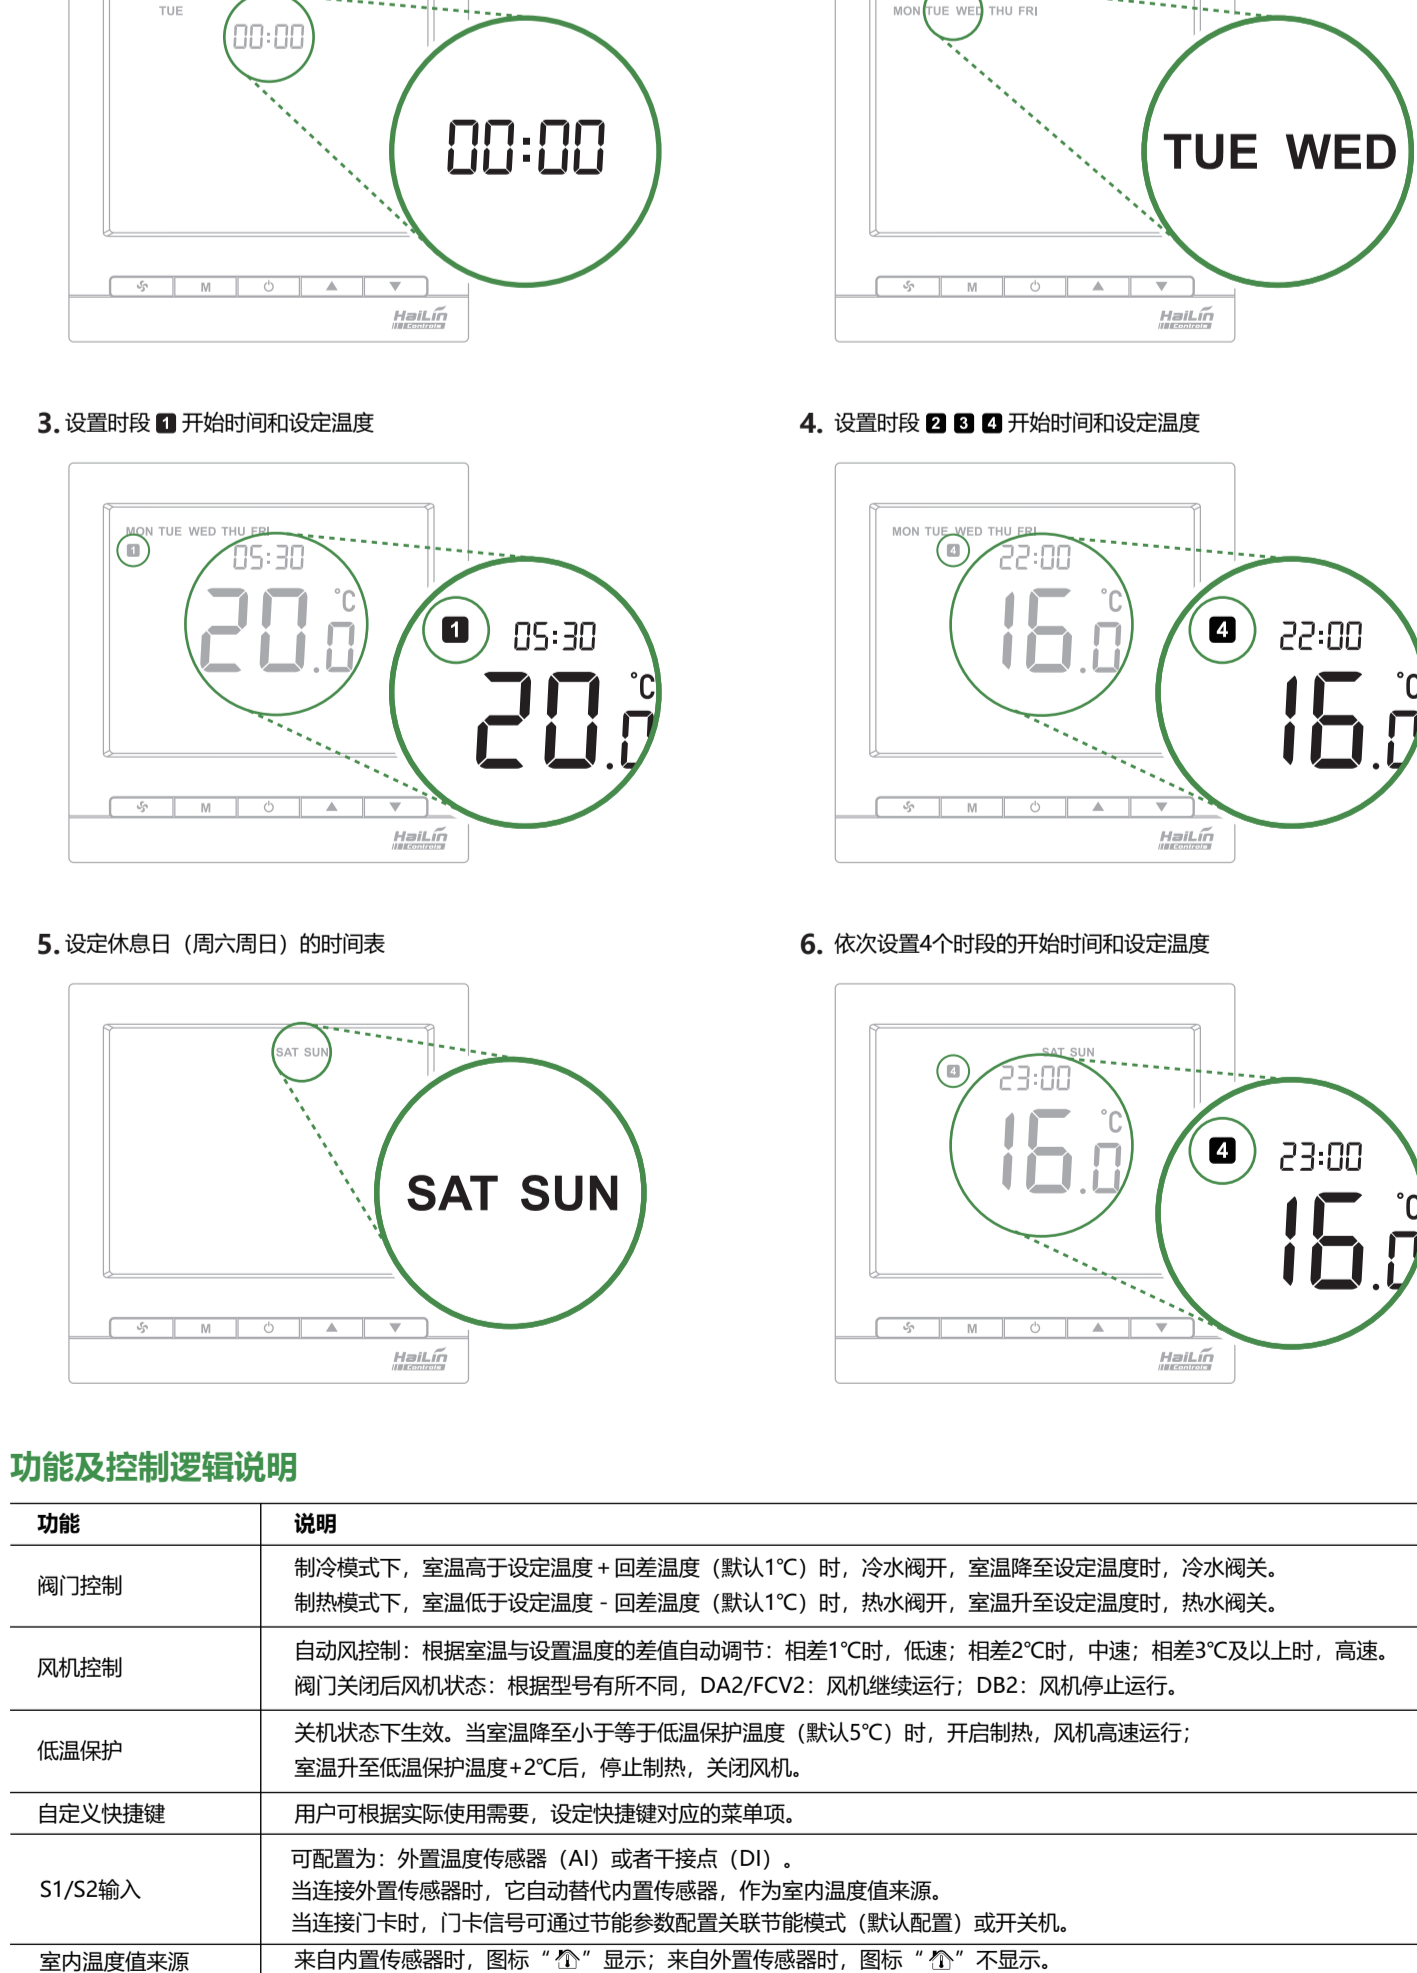 TUE
00:00
00:00
M
HaiLin
Controls
MON TUE WED THU FRI
TUE WED
M
HaiLin
Controls
3. 设置时段 1 开始时间和设定温度
MON TUE WED THU FRI
1 05:30
20.0 °C
1 05:30
20.0 °C
M
HaiLin
Controls
4. 设置时段 2 3 4 开始时间和设定温度
MON TUE WED THU FRI
4 22:00
16.0 °C
4 22:00
16.0 °C
M
HaiLin
Controls
5. 设定休息日（周六周日）的时间表
SAT SUN
SAT SUN
M
HaiLin
Controls
6. 依次设置4个时段的开始时间和设定温度
SAT SUN
4 23:00
16.0 °C
4 23:00
16.0 °C
M
HaiLin
Controls
功能及控制逻辑说明
功能 说明
阀门控制
制冷模式下，室温高于设定温度 + 回差温度（默认1℃）时，冷水阀开，室温降至设定温度时，冷水阀关。
制热模式下，室温低于设定温度 - 回差温度（默认1℃）时，热水阀开，室温升至设定温度时，热水阀关。
风机控制
自动风控制：根据室温与设置温度的差值自动调节：相差1℃时，低速；相差2℃时，中速；相差3℃及以上时，高速。
阀门关闭后风机状态：根据型号有所不同，DA2/FCV2：风机继续运行；DB2：风机停止运行。
低温保护
关机状态下生效。当室温降至小于等于低温保护温度（默认5℃）时，开启制热，风机高速运行；
室温升至低温保护温度+2℃后，停止制热，关闭风机。
自定义快捷键 用户可根据实际使用需要，设定快捷键对应的菜单项。
S1/S2输入
可配置为：外置温度传感器（AI）或者干接点（DI）。
当连接外置传感器时，它自动替代内置传感器，作为室内温度值来源。
当连接门卡时，门卡信号可通过节能参数配置关联节能模式（默认配置）或开关机。
室内温度值来源 来自内置传感器时，图标“ ”显示；来自外置传感器时，图标“ ”不显示。